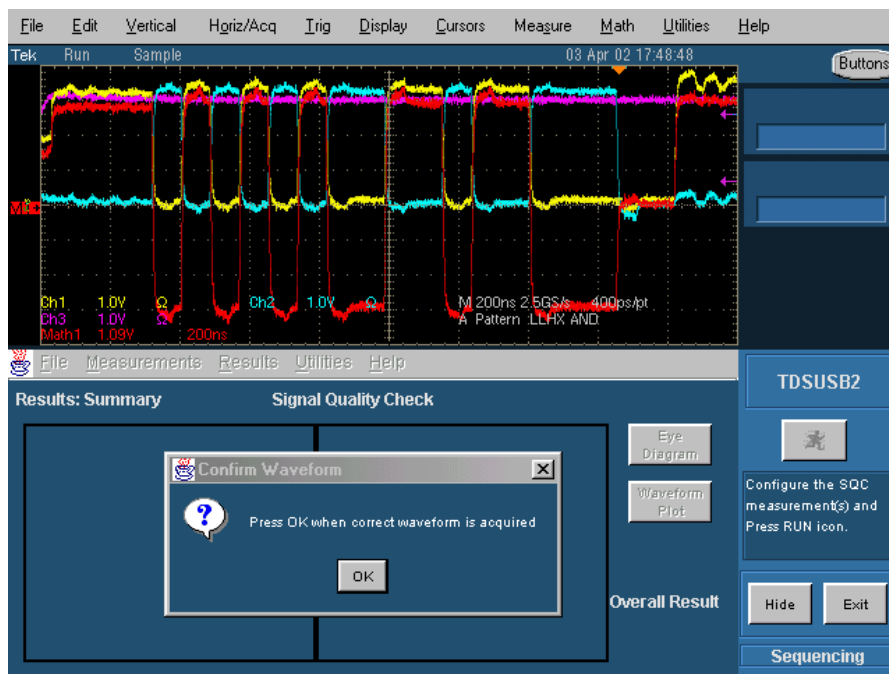 File Edit Vertical Horiz/Acq Trig Display Cursors Measure Math Utilities Help
Tek Run Sample 03 Apr 02 17:48:48
Buttons
Ch1 1.0V Ω Ch2 1.0V Ω M 200ns 2.5GS/s 400ps/pt
Ch3 1.0V Ω A Pattern :LLHX AND
Math1 1.09V 200ns
File Measurements Results Utilities Help
TDSUSB2
Results: Summary Signal Quality Check
Eye Diagram
Confirm Waveform
Press OK when correct waveform is acquired
OK
Waveform Plot
Configure the SQC
measurement(s) and
Press RUN icon.
Overall Result
Hide Exit
Sequencing